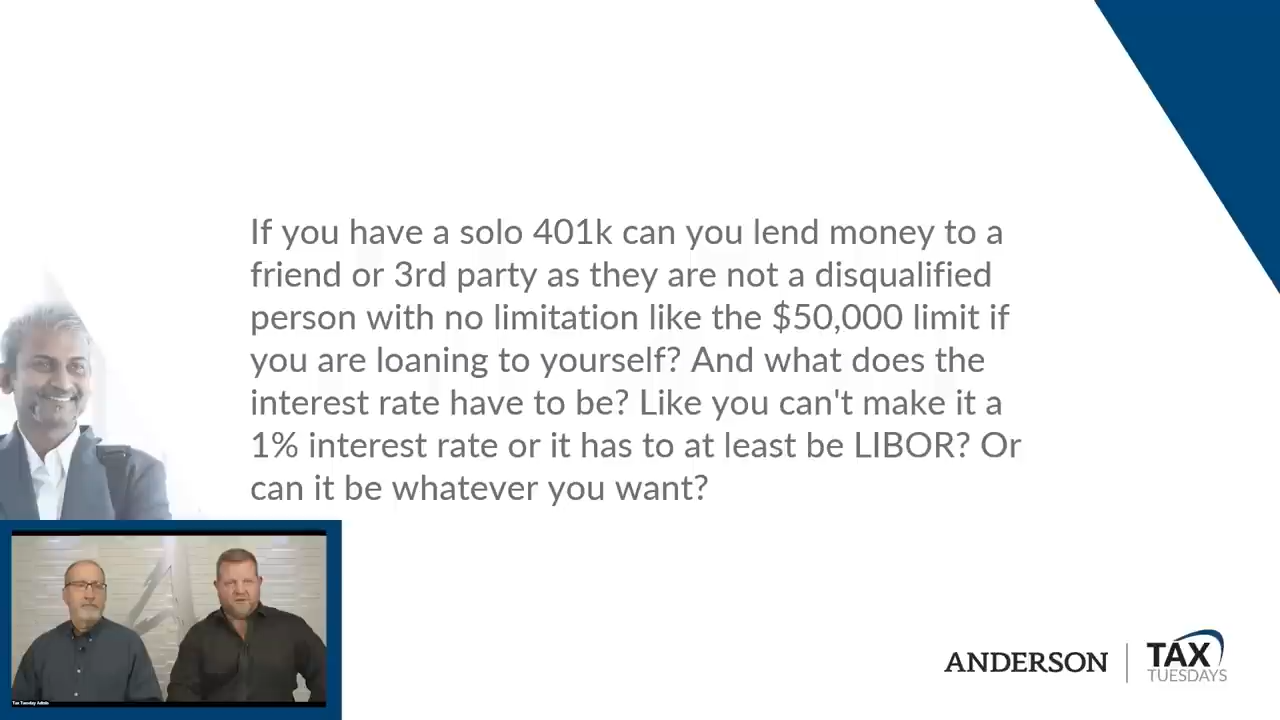 If you have a solo 401k can you lend money to a
friend or 3rd party as they are not a disqualified
person with no limitation like the $50,000 limit if
you are loaning to yourself? And what does the
interest rate have to be? Like you can't make it a
1% interest rate or it has to at least be LIBOR? Or
can it be whatever you want?
Tax Tuesday Admin
ANDERSON
TAX
TUESDAYS